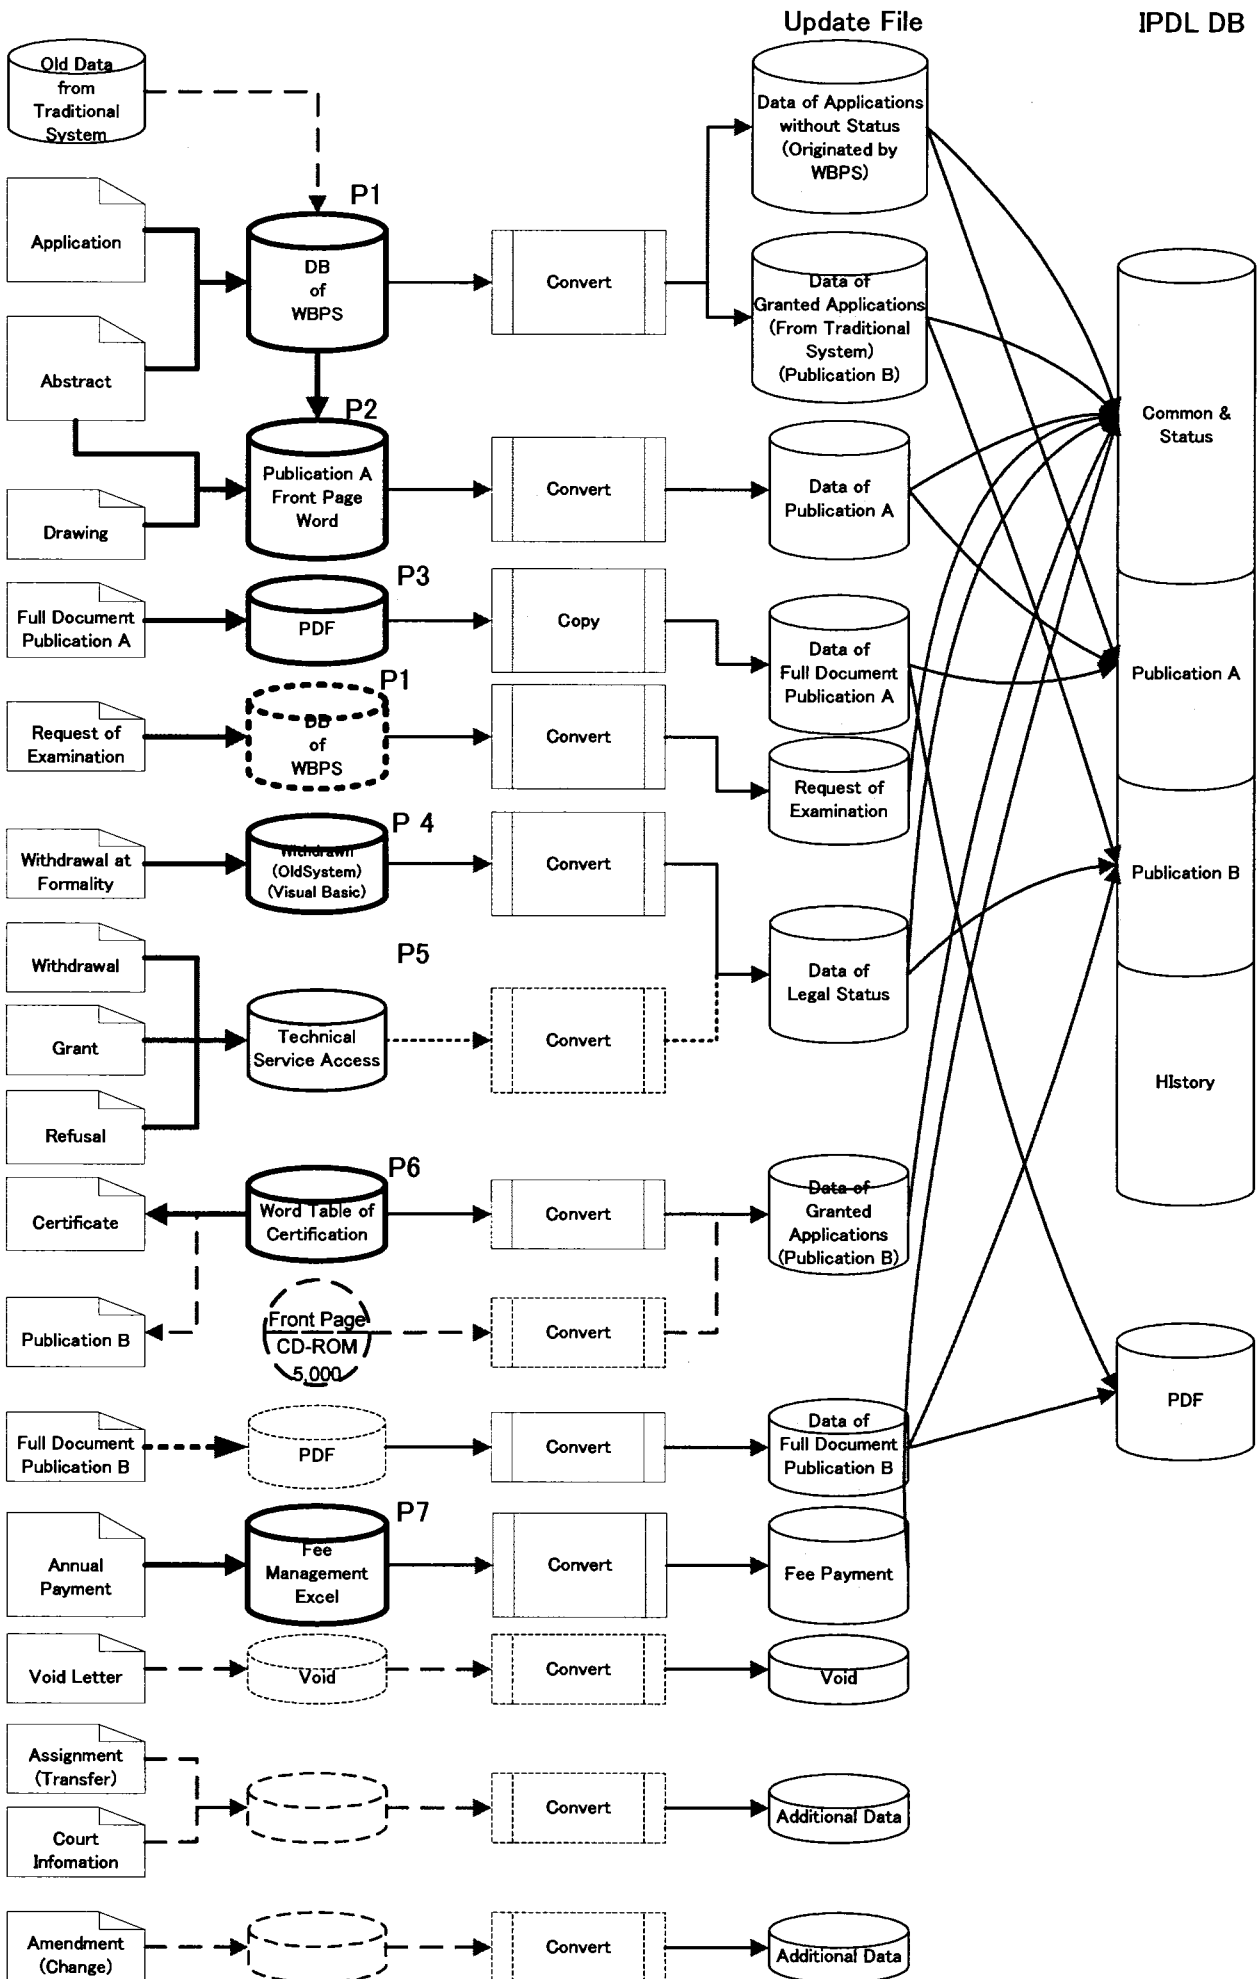 Update File
IPDL DB
Old Data
from
Traditional
System
Data of Applications
without Status
(Originated by
WBPS)
P1
Application
DB
of
WBPS
Convert
Data of
Granted Applications
(From Traditional
System)
(Publication B)
Abstract
P2
Common &
Status
Publication A
Front Page
Word
Convert
Data of
Publication A
Drawing
P3
Full Document
Publication A
PDF
Copy
Data of
Full Document
Publication A
Publication A
P1
Request of
Examination
DB
of
WBPS
Convert
Request of
Examination
P 4
Withdrawal at
Formality
Withdrawn
(OldSystem)
(Visual Basic)
Convert
Publication B
P5
Withdrawal
Data of
Legal Status
Grant
Technical
Service Access
Convert
HIstory
Refusal
P6
Certificate
Word Table of
Certification
Convert
Data of
Granted
Applications
(Publication B)
Publication B
Front Page
CD-ROM
5,000
Convert
PDF
Full Document
Publication B
PDF
Convert
Data of
Full Document
Publication B
P7
Annual
Payment
Fee
Management
Excel
Convert
Fee Payment
Void Letter
Void
Convert
Void
Assignment
(Transfer)
Convert
Additional Data
Court
Infomation
Amendment
(Change)
Convert
Additional Data